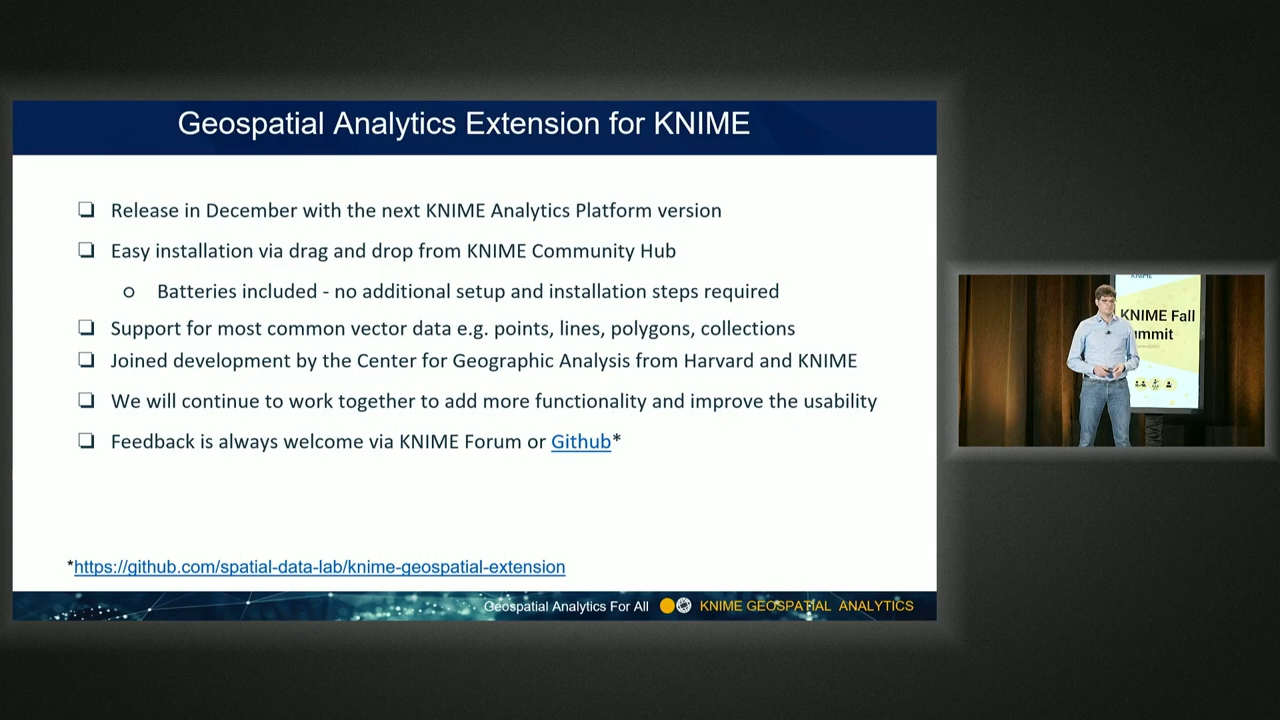 Geospatial Analytics Extension for KNIME
❏ Release in December with the next KNIME Analytics Platform version
❏ Easy installation via drag and drop from KNIME Community Hub
o Batteries included - no additional setup and installation steps required
❏ Support for most common vector data e.g. points, lines, polygons, collections
❏ Joined development by the Center for Geographic Analysis from Harvard and KNIME
❏ We will continue to work together to add more functionality and improve the usability
❏ Feedback is always welcome via KNIME Forum or Github*
*https://github.com/spatial-data-lab/knime-geospatial-extension
Geospatial Analytics For All
KNIME GEOSPATIAL ANALYTICS
KNIME
KNIME Fall
ummit